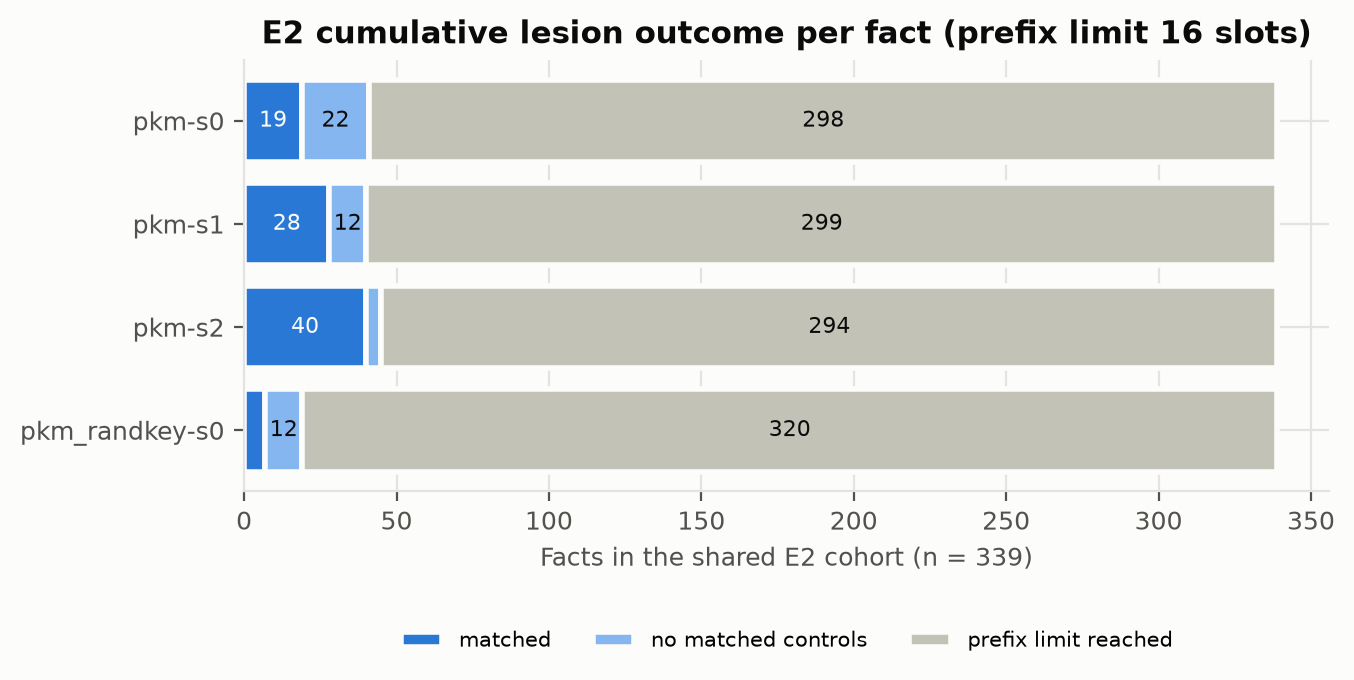 E2 cumulative lesion outcome per fact (prefix limit 16 slots)
pkm-s0 19 22 298
pkm-s1 28 12 299
pkm-s2 40 294
pkm_randkey-s0 12 320
0 50 100 150 200 250 300 350
Facts in the shared E2 cohort (n = 339)
matched no matched controls prefix limit reached